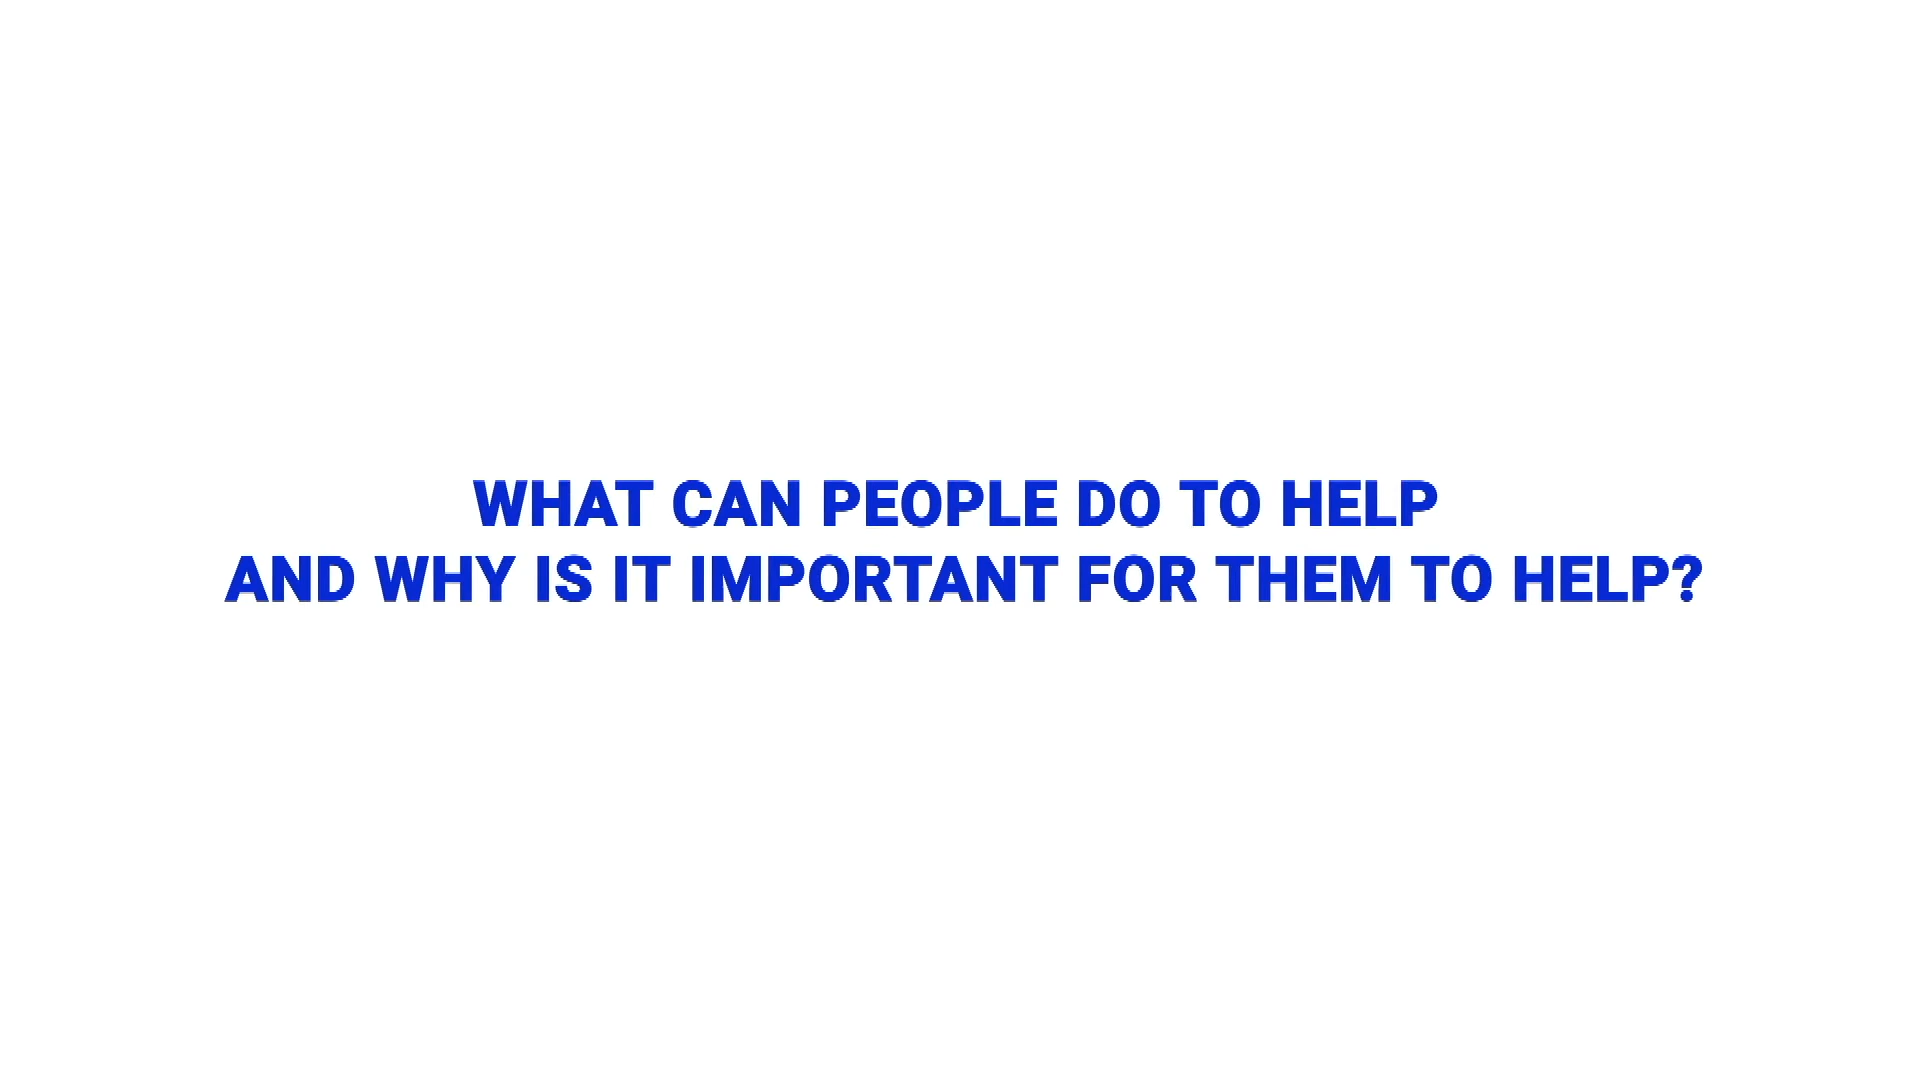 WHAT CAN PEOPLE DO TO HELP
AND WHY IS IT IMPORTANT FOR THEM TO HELP?